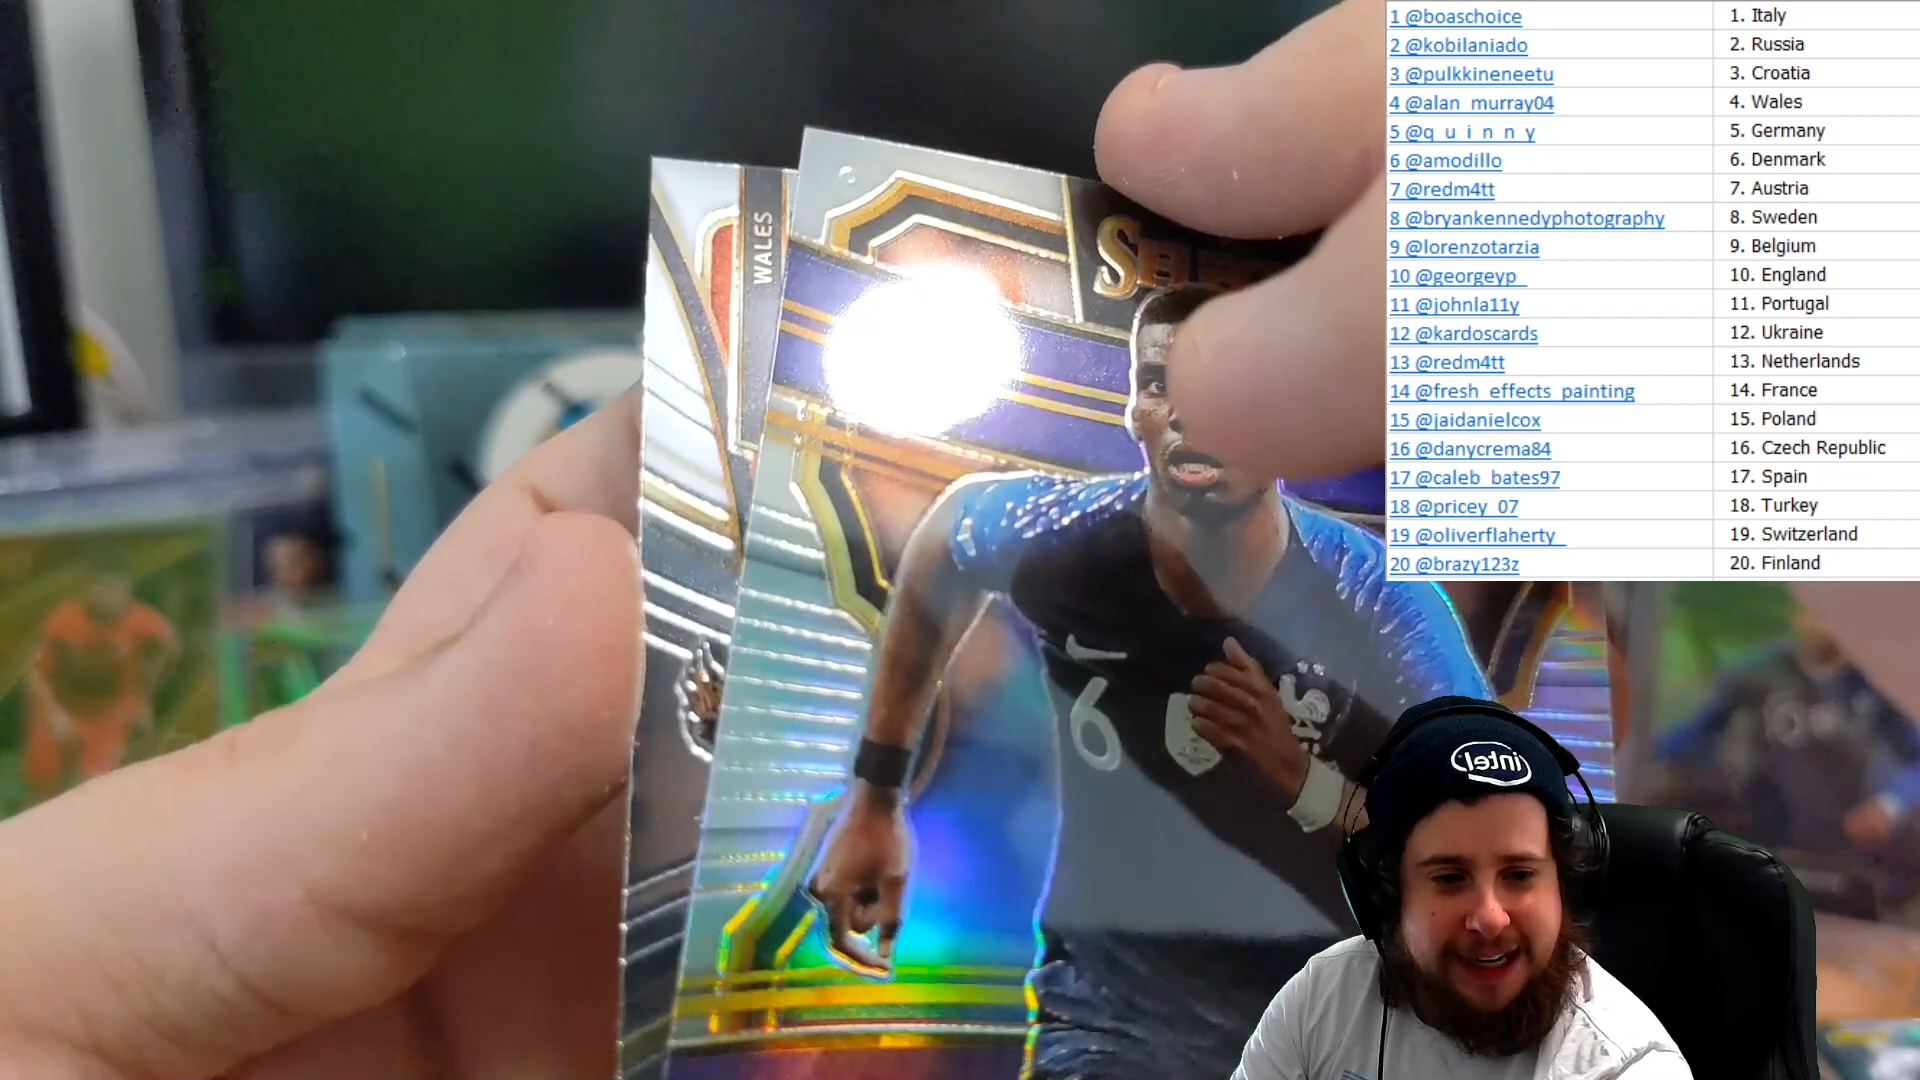 1 @boaschoice 1. Italy
2 @kobilaniado 2. Russia
3 @pulkkineneetu 3. Croatia
4 @alan_murray04 4. Wales
5 @q_u_i_n_n_y 5. Germany
6 @amodillo 6. Denmark
7 @redm4tt 7. Austria
8 @bryankennedyphotography 8. Sweden
9 @lorenzotarzia 9. Belgium
10 @georgeyp_ 10. England
11 @johnla11y 11. Portugal
12 @kardoscards 12. Ukraine
13 @redm4tt 13. Netherlands
14 @fresh_effects_painting 14. France
15 @jaidanielcox 15. Poland
16 @danycrema84 16. Czech Republic
17 @caleb_bates97 17. Spain
18 @pricey_07 18. Turkey
19 @oliverflaherty_ 19. Switzerland
20 @brazy123z 20. Finland
WALES
6
intel